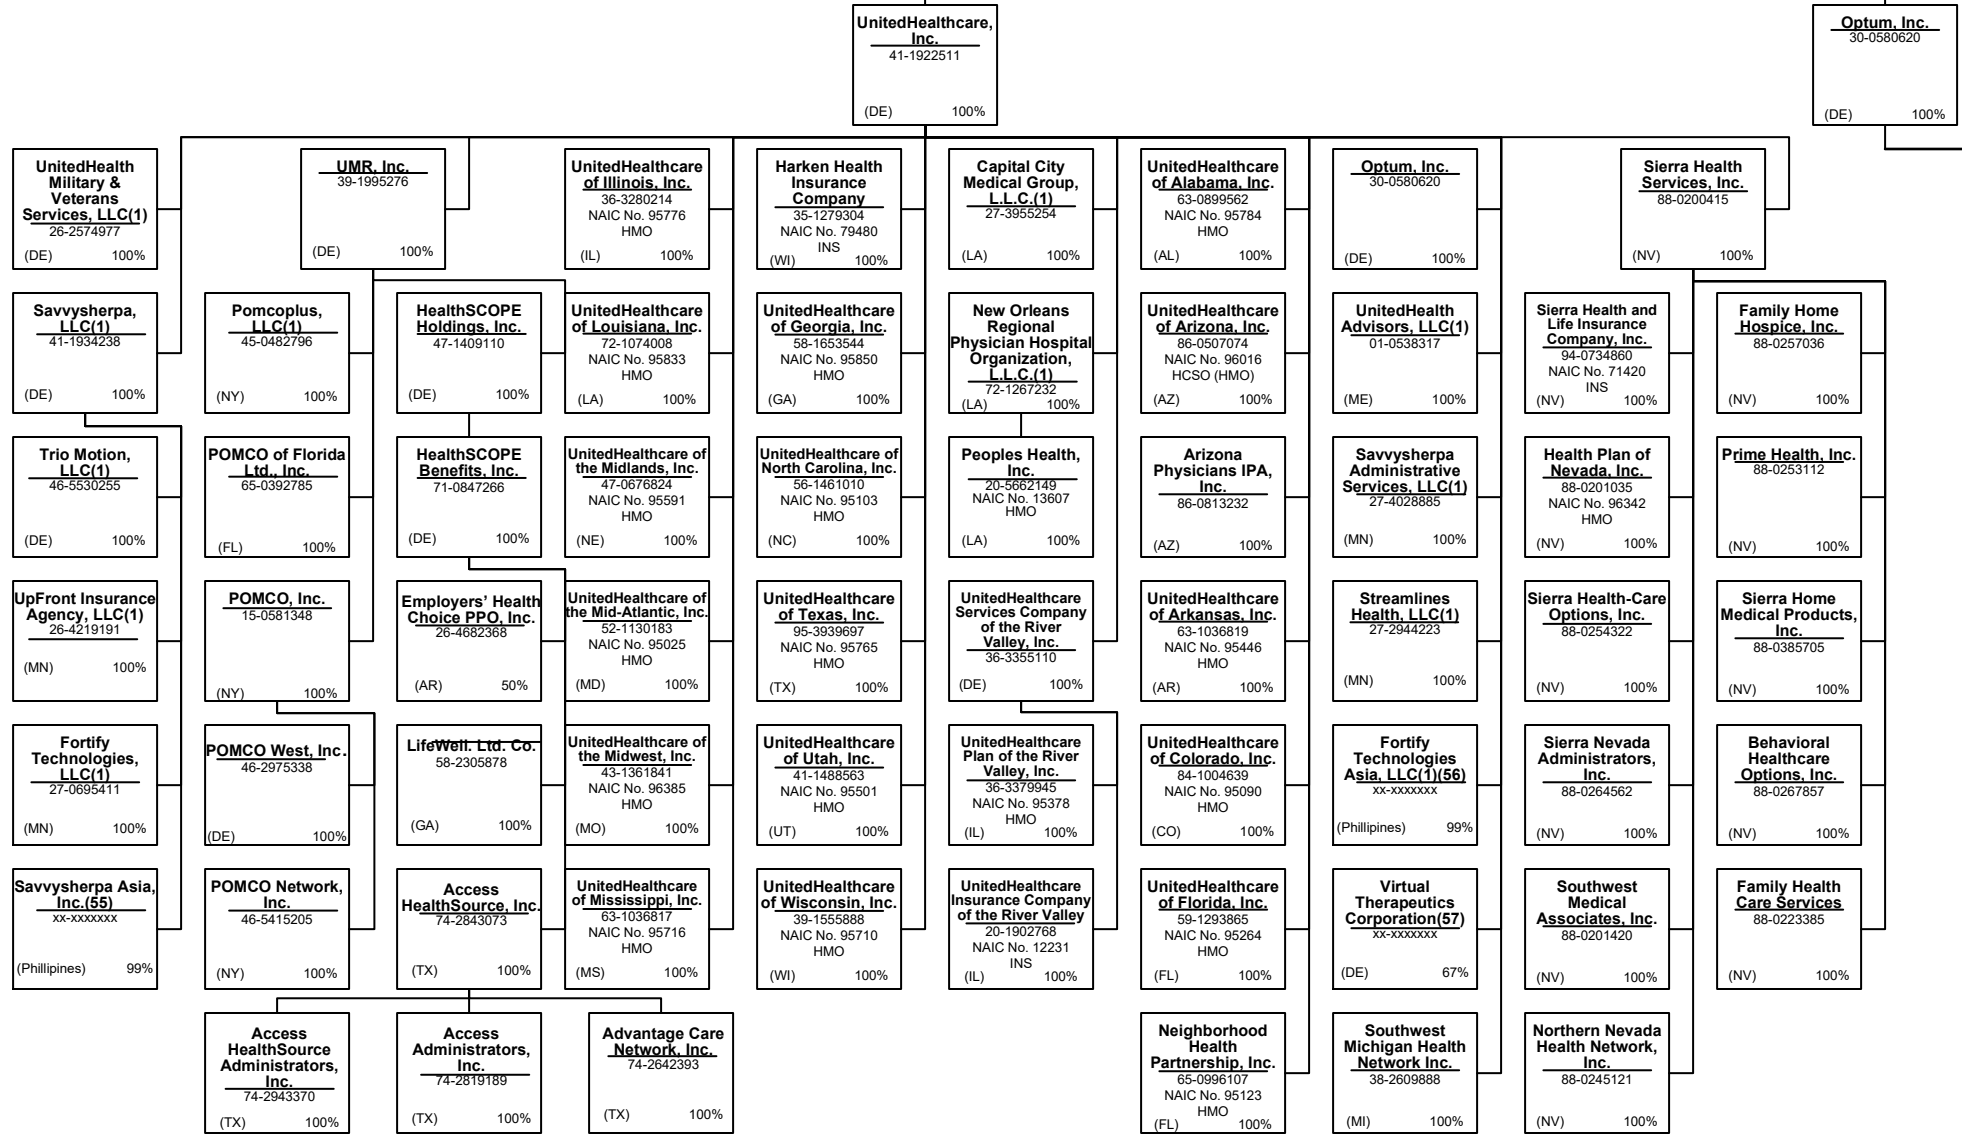 UnitedHealthcare,
Inc.
41-1922511
(DE) 100%
Optum, Inc.
30-0580620
(DE) 100%
UnitedHealth
Military &
Veterans
Services, LLC(1)
26-2574977
(DE) 100%
UMR, Inc.
39-1995276
(DE) 100%
UnitedHealthcare
of Illinois, Inc.
36-3280214
NAIC No. 95776
HMO
(IL) 100%
Harken Health
Insurance
Company
35-1279304
NAIC No. 79480
INS
(WI) 100%
Capital City
Medical Group,
L.L.C.(1)
27-3955254
(LA) 100%
UnitedHealthcare
of Alabama, Inc.
63-0899562
NAIC No. 95784
HMO
(AL) 100%
Optum, Inc.
30-0580620
(DE) 100%
Sierra Health
Services, Inc.
88-0200415
(NV) 100%
Savvysherpa,
LLC(1)
41-1934238
(DE) 100%
Pomcoplus,
LLC(1)
45-0482796
(NY) 100%
HealthSCOPE
Holdings, Inc.
47-1409110
(DE) 100%
UnitedHealthcare
of Louisiana, Inc.
72-1074008
NAIC No. 95833
HMO
(LA) 100%
UnitedHealthcare
of Georgia, Inc.
58-1653544
NAIC No. 95850
HMO
(GA) 100%
New Orleans
Regional
Physician Hospital
Organization,
L.L.C.(1)
72-1267232
(LA) 100%
UnitedHealthcare
of Arizona, Inc.
86-0507074
NAIC No. 96016
HCSO (HMO)
(AZ) 100%
UnitedHealth
Advisors, LLC(1)
01-0538317
(ME) 100%
Sierra Health and
Life Insurance
Company, Inc.
94-0734860
NAIC No. 71420
INS
(NV) 100%
Family Home
Hospice, Inc.
88-0257036
(NV) 100%
Trio Motion,
LLC(1)
46-5530255
(DE) 100%
POMCO of Florida
Ltd., Inc.
65-0392785
(FL) 100%
HealthSCOPE
Benefits, Inc.
71-0847266
(DE) 100%
UnitedHealthcare of
the Midlands, Inc.
47-0676824
NAIC No. 95591
HMO
(NE) 100%
UnitedHealthcare of
North Carolina, Inc.
56-1461010
NAIC No. 95103
HMO
(NC) 100%
Peoples Health,
Inc.
20-5662149
NAIC No. 13607
HMO
(LA) 100%
Arizona
Physicians IPA,
Inc.
86-0813232
(AZ) 100%
Savvysherpa
Administrative
Services, LLC(1)
27-4028885
(MN) 100%
Health Plan of
Nevada, Inc.
88-0201035
NAIC No. 96342
HMO
(NV) 100%
Prime Health, Inc.
88-0253112
(NV) 100%
UpFront Insurance
Agency, LLC(1)
26-4219191
(MN) 100%
POMCO, Inc.
15-0581348
(NY) 100%
Employers’ Health
Choice PPO, Inc.
26-4682368
(AR) 50%
UnitedHealthcare of
the Mid-Atlantic, Inc.
52-1130183
NAIC No. 95025
HMO
(MD) 100%
UnitedHealthcare
of Texas, Inc.
95-3939697
NAIC No. 95765
HMO
(TX) 100%
UnitedHealthcare
Services Company
of the River
Valley, Inc.
36-3355110
(DE) 100%
UnitedHealthcare
of Arkansas, Inc.
63-1036819
NAIC No. 95446
HMO
(AR) 100%
Streamlines
Health, LLC(1)
27-2944223
(MN) 100%
Sierra Health-Care
Options, Inc.
88-0254322
(NV) 100%
Sierra Home
Medical Products,
Inc.
88-0385705
(NV) 100%
Fortify
Technologies,
LLC(1)
27-0695411
(MN) 100%
POMCO West, Inc.
46-2975338
(DE) 100%
LifeWell. Ltd. Co.
58-2305878
(GA) 100%
UnitedHealthcare of
the Midwest, Inc.
43-1361841
NAIC No. 96385
HMO
(MO) 100%
UnitedHealthcare
of Utah, Inc.
41-1488563
NAIC No. 95501
HMO
(UT) 100%
UnitedHealthcare
Plan of the River
Valley, Inc.
36-3379945
NAIC No. 95378
HMO
(IL) 100%
UnitedHealthcare
of Colorado, Inc.
84-1004639
NAIC No. 95090
HMO
(CO) 100%
Fortify
Technologies
Asia, LLC(1)(56)
xx-xxxxxxx
(Phillipines) 99%
Sierra Nevada
Administrators,
Inc.
88-0264562
(NV) 100%
Behavioral
Healthcare
Options, Inc.
88-0267857
(NV) 100%
Savvysherpa Asia,
Inc.(55)
xx-xxxxxxx
(Phillipines) 99%
POMCO Network,
Inc.
46-5415205
(NY) 100%
Access
HealthSource, Inc.
74-2843073
(TX) 100%
UnitedHealthcare
of Mississippi, Inc.
63-1036817
NAIC No. 95716
HMO
(MS) 100%
UnitedHealthcare
of Wisconsin, Inc.
39-1555888
NAIC No. 95710
HMO
(WI) 100%
UnitedHealthcare
Insurance Company
of the River Valley
20-1902768
NAIC No. 12231
INS
(IL) 100%
UnitedHealthcare
of Florida, Inc.
59-1293865
NAIC No. 95264
HMO
(FL) 100%
Virtual
Therapeutics
Corporation(57)
xx-xxxxxxx
(DE) 67%
Southwest
Medical
Associates, Inc.
88-0201420
(NV) 100%
Family Health
Care Services
88-0223385
(NV) 100%
Access
HealthSource
Administrators,
Inc.
74-2943370
(TX) 100%
Access
Administrators,
Inc.
74-2819189
(TX) 100%
Advantage Care
Network, Inc.
74-2642393
(TX) 100%
Neighborhood
Health
Partnership, Inc.
65-0996107
NAIC No. 95123
HMO
(FL) 100%
Southwest
Michigan Health
Network Inc.
38-2609888
(MI) 100%
Northern Nevada
Health Network,
Inc.
88-0245121
(NV) 100%